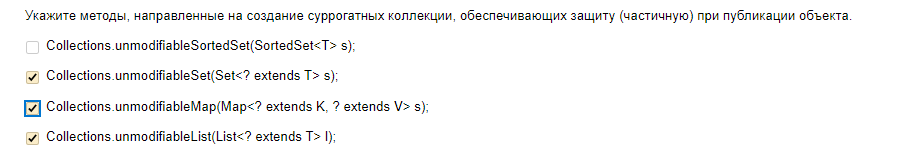 Укажите методы, направленные на создание суррогатных коллекции, обеспечивающих защиту (частичную) при публикации объекта.
Collections.unmodifiableSortedSet(SortedSet<T> s);
Collections.unmodifiableSet(Set<? extends T> s);
Collections.unmodifiableMap(Map<? extends K, ? extends V> s);
Collections.unmodifiableList(List<? extends T> l);